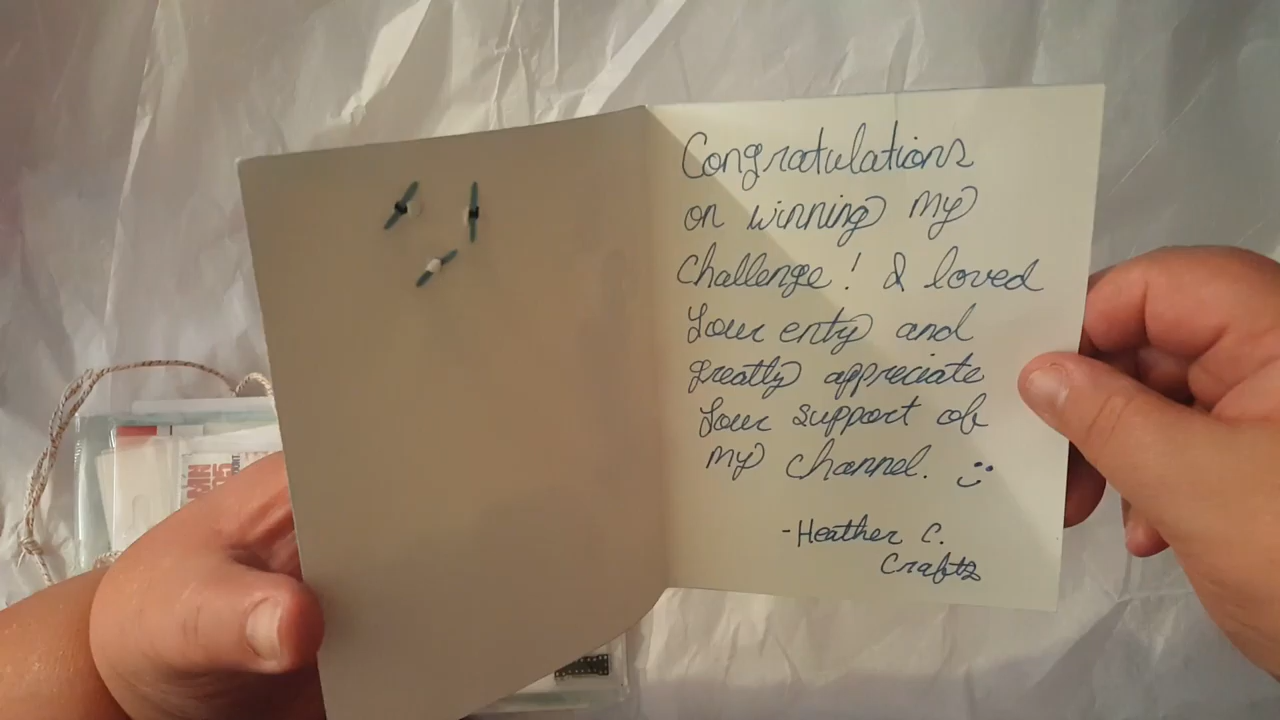 Congratulations
on winning my
challenge! I loved
your enty and
greatly appreciate
your support of
my channel. :)
-Heather C.
Crafts